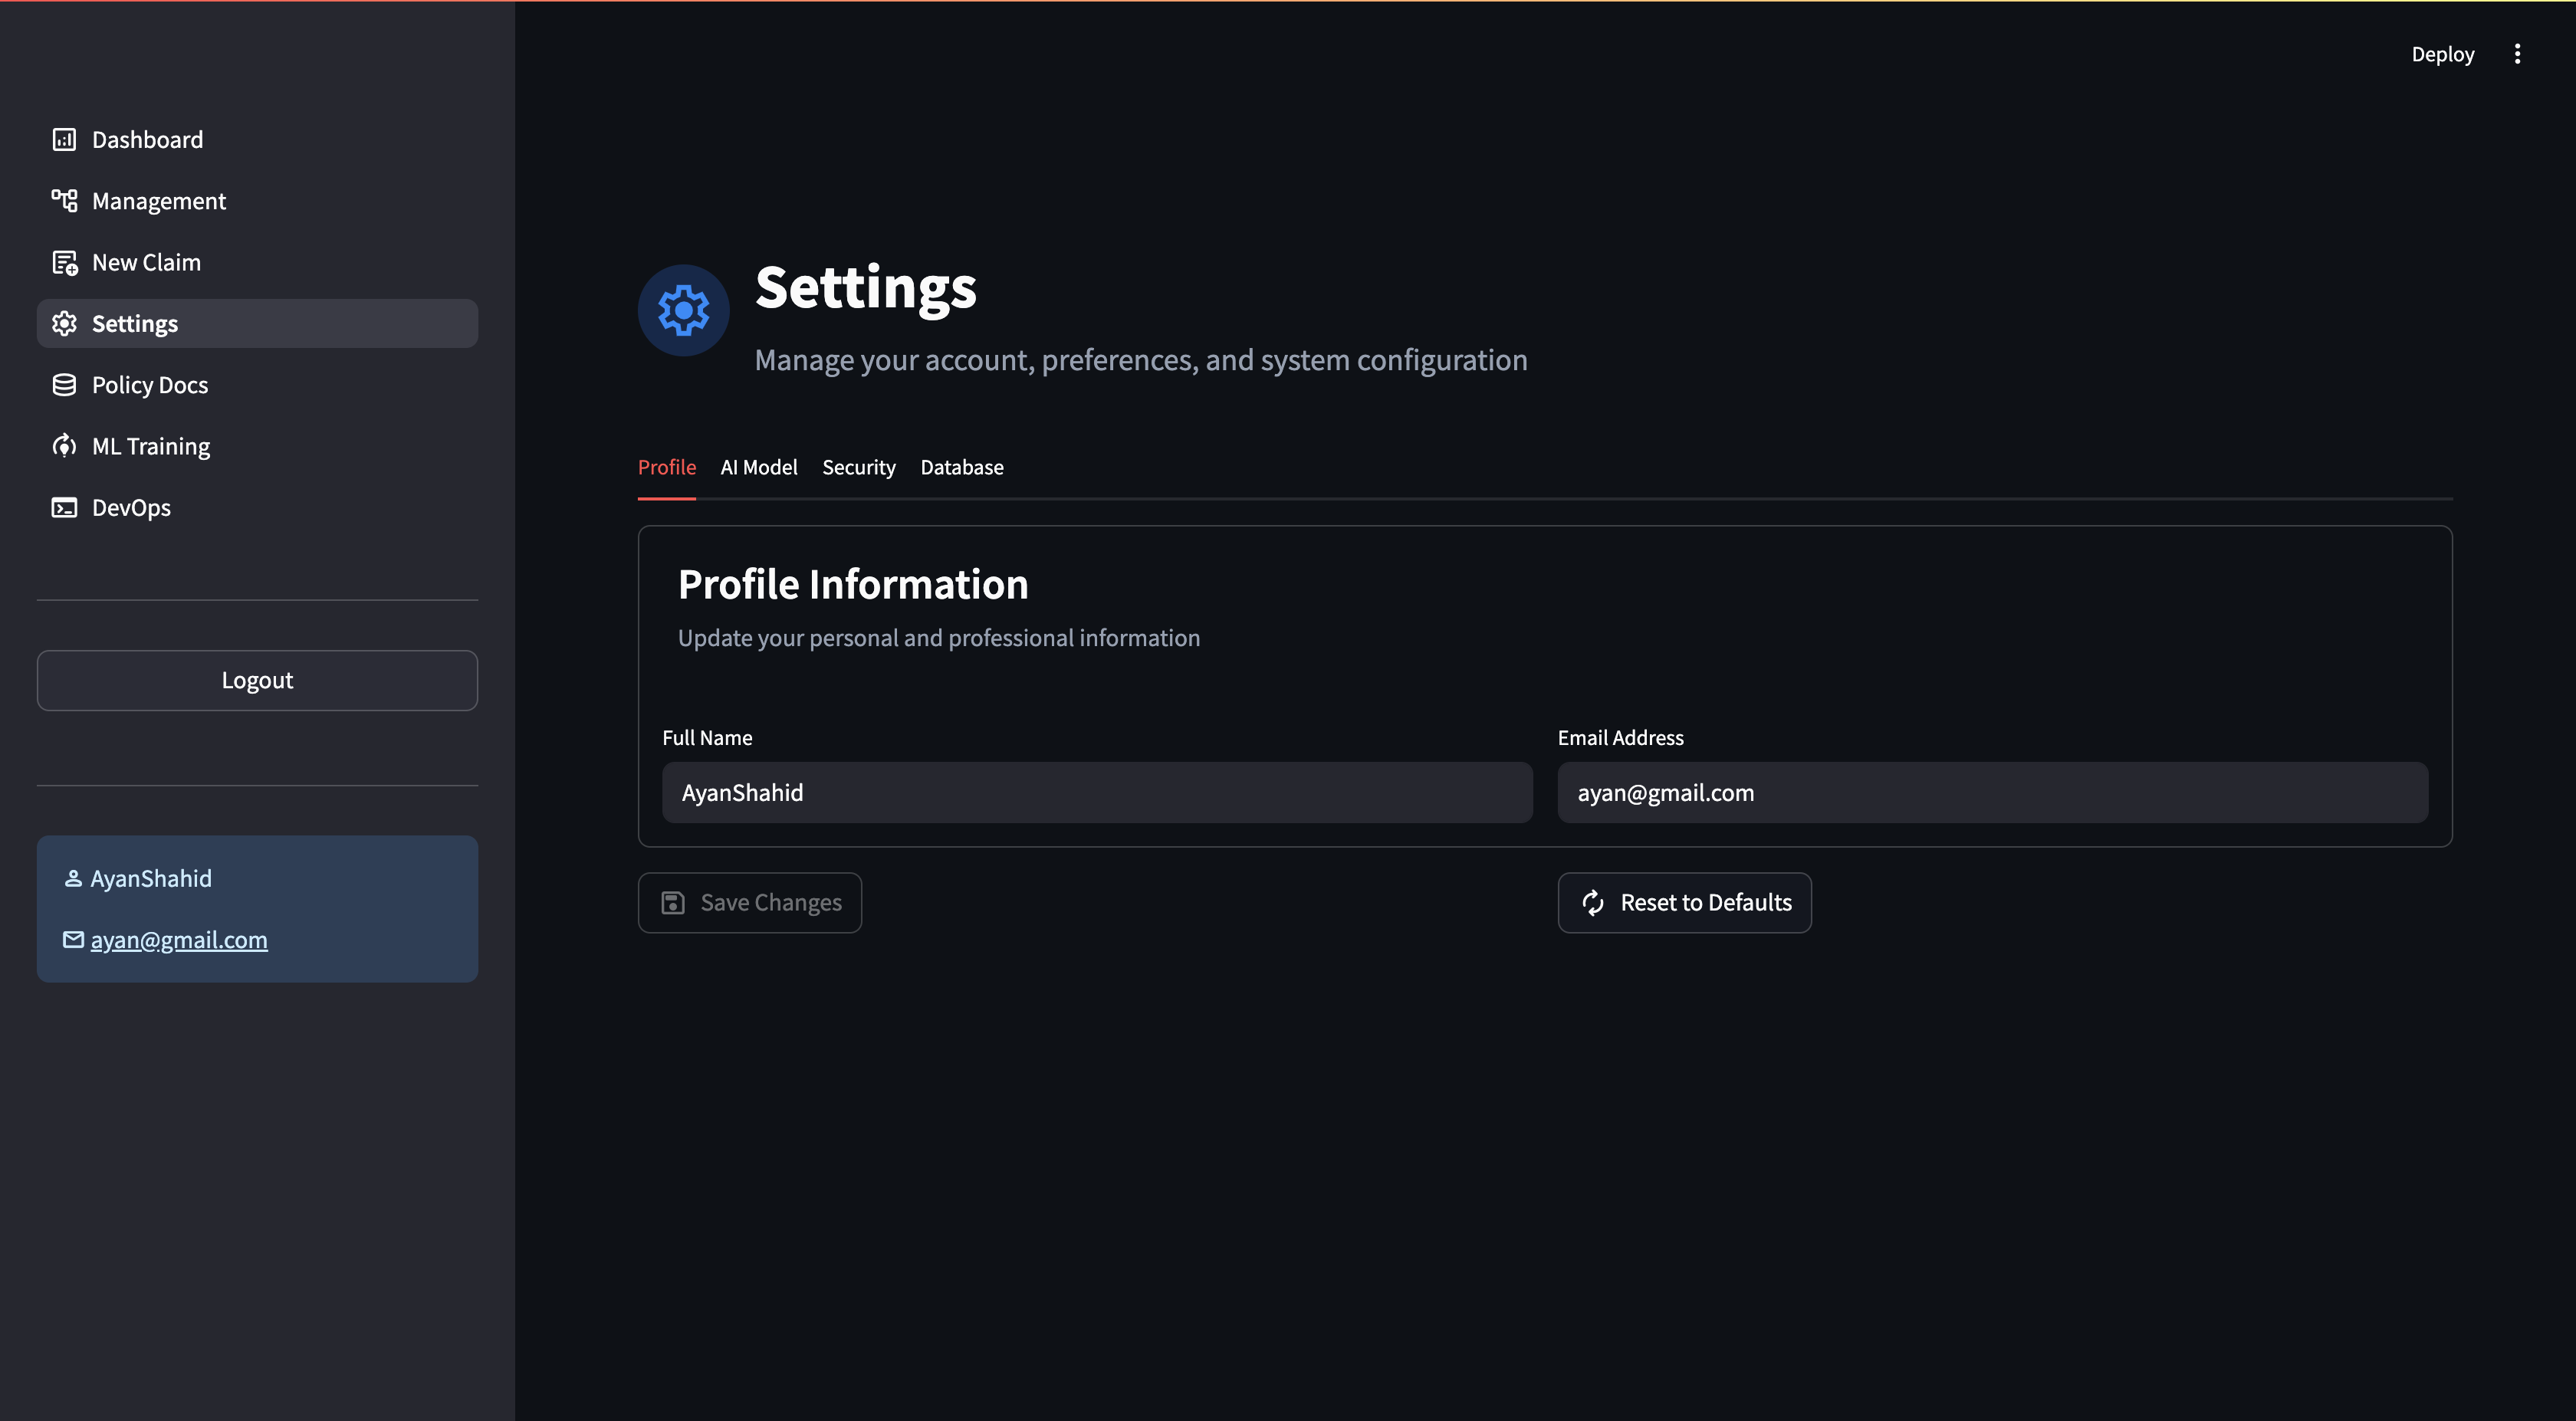 Deploy
Dashboard
Management
New Claim
Settings
Policy Docs
ML Training
DevOps
Logout
AyanShahid
ayan@gmail.com
Settings
Manage your account, preferences, and system configuration
Profile AI Model Security Database
Profile Information
Update your personal and professional information
Full Name Email Address
AyanShahid ayan@gmail.com
Save Changes Reset to Defaults